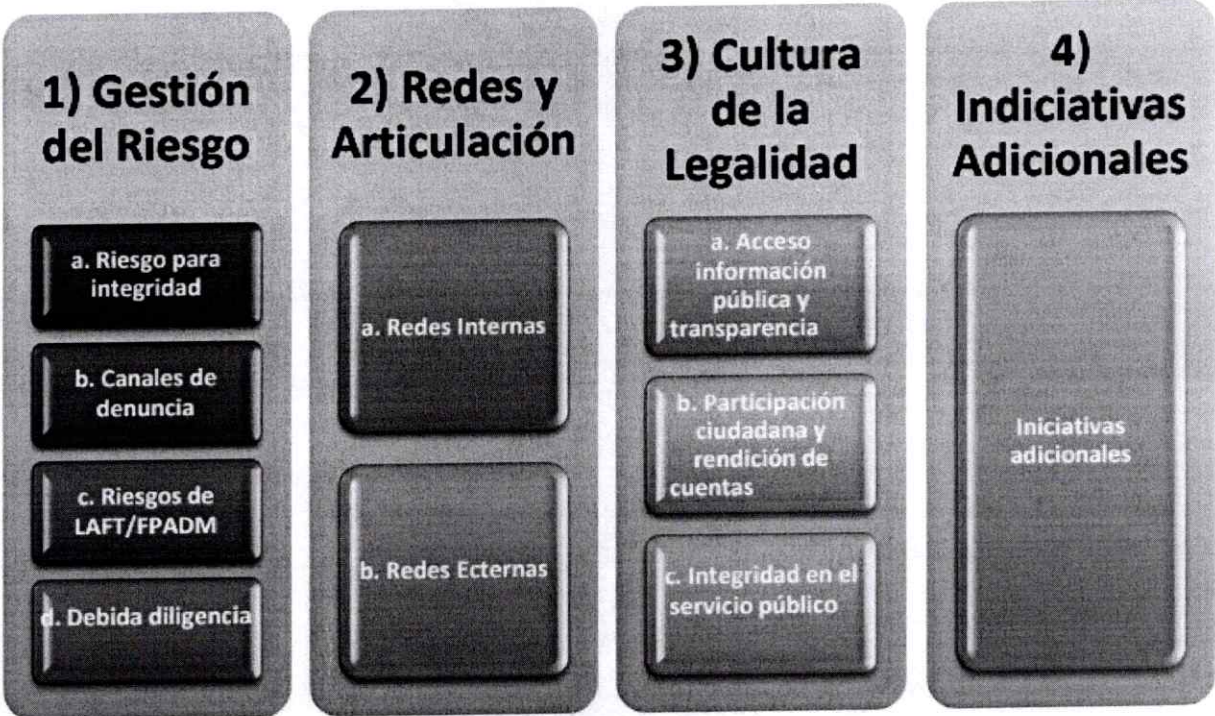 1) Gestión
del Riesgo
a. Riesgo para
integridad
b. Canales de
denuncia
c. Riesgos de
LAFT/FPADM
d. Debida diligencia
2) Redes y
Articulación
a. Redes Internas
b. Redes Ecternas
3) Cultura
de la
Legalidad
a. Acceso
información
pública y
transparencia
b. Participación
ciudadana y
rendición de
cuentas
c. Integridad en el
servicio público
4)
Indiciativas
Adicionales
Iniciativas
adicionales